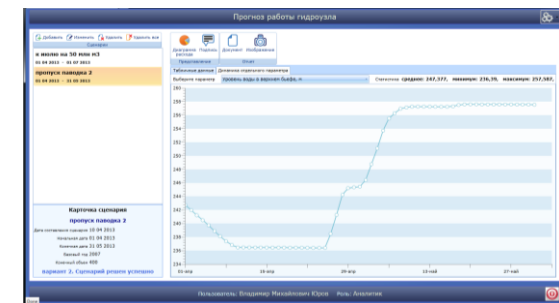 Прогноз работы гидроузла
Добавить Изменить Удалить Удалить все
Сценарии
к июлю на 50 млн м3
01 04 2013 - 01 07 2013
пропуск паводка 2
01 04 2013 - 31 05 2013
Диаграмма рисков Подпись Документ Изображение
Представление Отчет
Табличные данные Динамика отдельного параметра
Выберите параметр Уровень воды в верхнем бьефе, м Статистика среднее: 247,377, минимум: 236,39, максимум: 257,587,
260
258
256
254
252
250
248
246
244
242
240
238
236
234
01-апр 15-апр 29-апр 13-май 27-май
Карточка сценария
пропуск паводка 2
Дата составления сценария 10 04 2013
Начальная дата 01 04 2013
Конечная дата 31 05 2013
Базовый год 2007
Конечный объем 400
вариант 2. Сценарий решен успешно
Пользователь: Владимир Михайлович Юров Роль: Аналитик